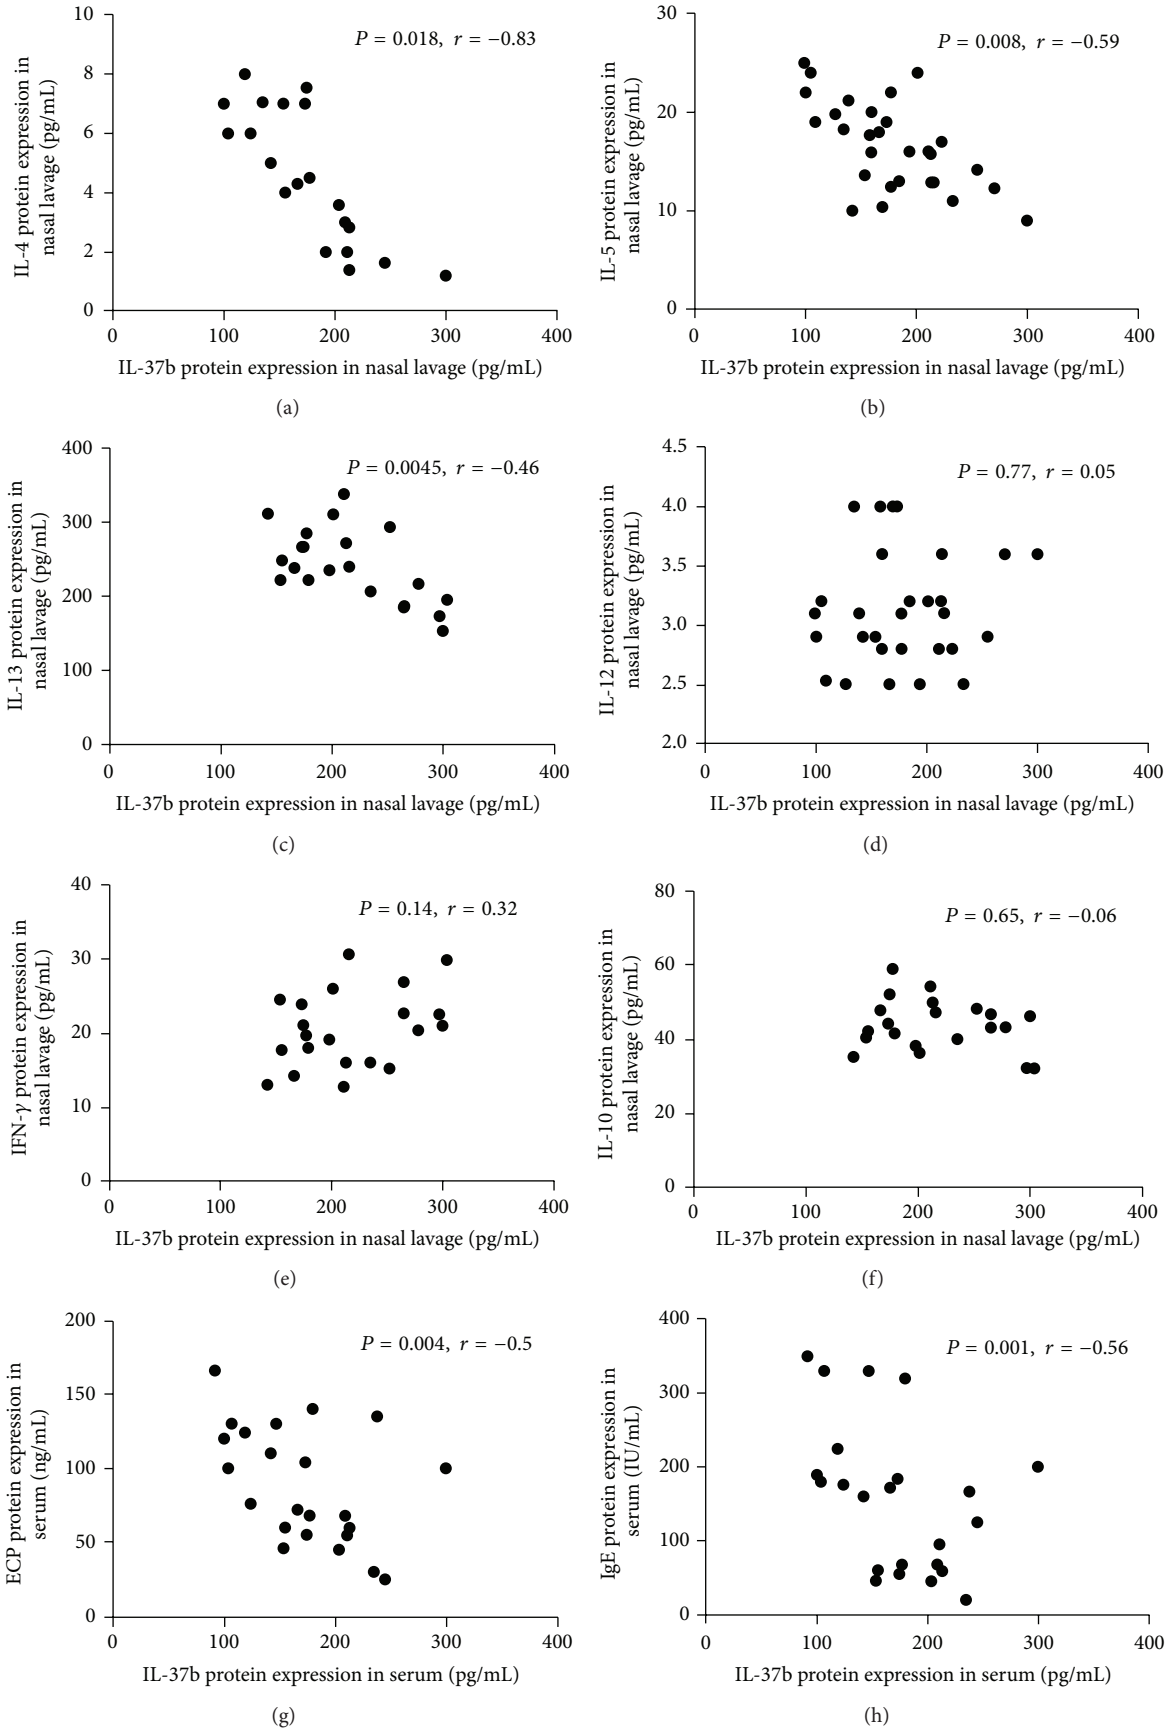 IL-4 protein expression in
nasal lavage (pg/mL)
10
8
6
4
2
0
P = 0.018, r = −0.83
0 100 200 300 400
IL-37b protein expression in nasal lavage (pg/mL)
(a)
IL-5 protein expression in
nasal lavage (pg/mL)
30
20
10
0
P = 0.008, r = −0.59
0 100 200 300 400
IL-37b protein expression in nasal lavage (pg/mL)
(b)
IL-13 protein expression in
nasal lavage (pg/mL)
400
300
200
100
0
P = 0.0045, r = −0.46
0 100 200 300 400
IL-37b protein expression in nasal lavage (pg/mL)
(c)
IL-12 protein expression in
nasal lavage (pg/mL)
4.5
4.0
3.5
3.0
2.5
2.0
P = 0.77, r = 0.05
0 100 200 300 400
IL-37b protein expression in nasal lavage (pg/mL)
(d)
IFN-γ protein expression in
nasal lavage (pg/mL)
40
30
20
10
0
P = 0.14, r = 0.32
0 100 200 300 400
IL-37b protein expression in nasal lavage (pg/mL)
(e)
IL-10 protein expression in
nasal lavage (pg/mL)
80
60
40
20
0
P = 0.65, r = −0.06
0 100 200 300 400
IL-37b protein expression in nasal lavage (pg/mL)
(f)
ECP protein expression in
serum (ng/mL)
200
150
100
50
0
P = 0.004, r = −0.5
0 100 200 300 400
IL-37b protein expression in serum (pg/mL)
(g)
IgE protein expression in
serum (IU/mL)
400
300
200
100
0
P = 0.001, r = −0.56
0 100 200 300 400
IL-37b protein expression in serum (pg/mL)
(h)